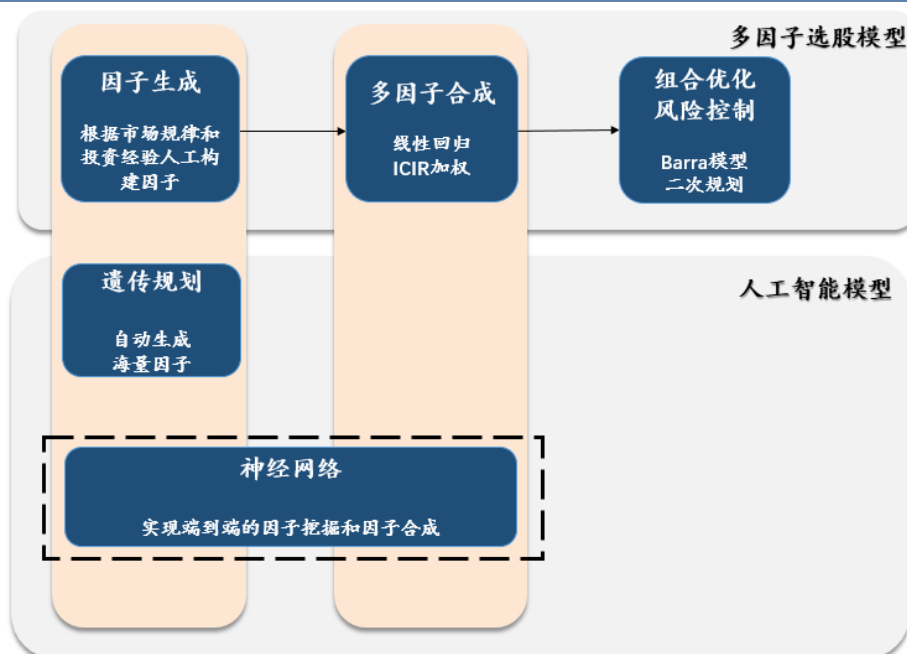 多因子选股模型
因子生成
根据市场规律和
投资经验人工构
建因子
多因子合成
线性回归
ICIR加权
组合优化
风险控制
Barra模型
二次规划
人工智能模型
遗传规划
自动生成
海量因子
神经网络
实现端到端的因子挖掘和因子合成